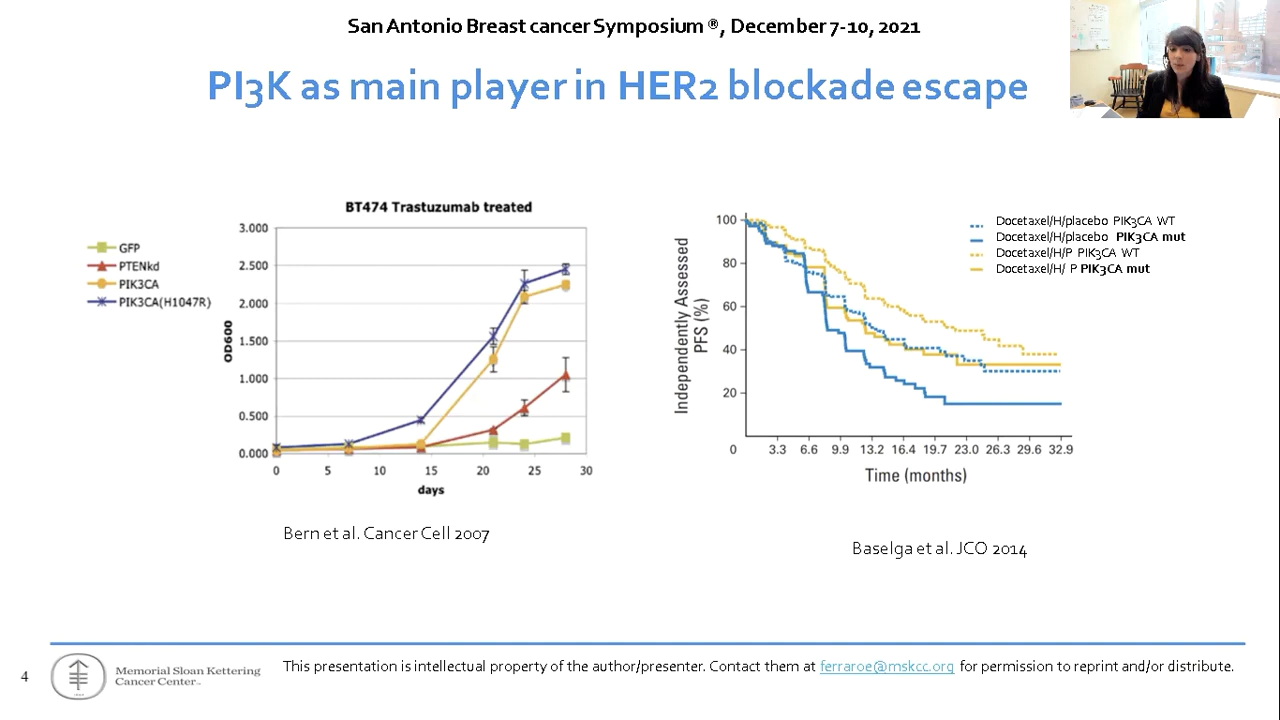 San Antonio Breast cancer Symptosium ®, December 7-10, 2021
PI3K as main player in HER2 blockade escape
BT474 Trastuzumab treated
GFP
PTENkd
PIK3CA
PIK3CA(H1047R)
OD600
3.000
2.500
2.000
1.500
1.000
0.500
0.000
0 5 10 15 20 25 30
days
Bern et al. Cancer Cell 2007
Docetaxel/H/placebo PIK3CA WT
Docetaxel/H/placebo PIK3CA mut
Docetaxel/H/P PIK3CA WT
Docetaxel/H/ P PIK3CA mut
Independently Assessed
PFS (%)
100
80
60
40
20
0 3.3 6.6 9.9 13.2 16.4 19.7 23.0 26.3 29.6 32.9
Time (months)
Baselga et al. JCO 2014
4
Memorial Sloan Kettering
Cancer Center™
This presentation is intellectual property of the author/presenter. Contact them at ferraroe@mskcc.org for permission to reprint and/or distribute.